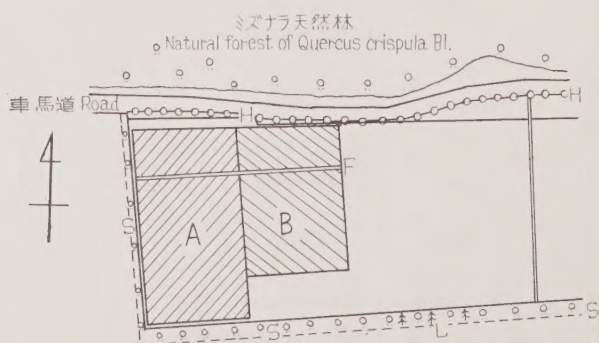 ミズナラ天然林
Natural forest of Quercus crispula Bl.
車馬道 Road
H
H
F
S
A
B
S
L
S